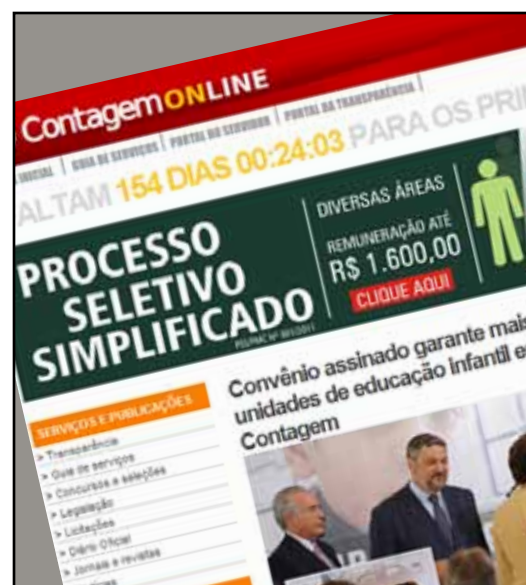 ContagemONLINE
INICIAL | GUIA DE SERVIÇOS | PORTAL DO SERVIDOR | PORTAL DA TRANSPARÊNCIA |
ALTAM 154 DIAS 00:24:03 PARA OS PRI
PROCESSO
SELETIVO
SIMPLIFICADO
DIVERSAS ÁREAS
REMUNERAÇÃO ATÉ
R$ 1.600,00
CLIQUE AQUI
Convênio assinado garante mais
unidades de educação infantil e
Contagem
SERVIÇOS E PUBLICAÇÕES
» Transparência
» Guia de serviços
» Concursos e seleções
» Legislação
» Licitações
» Diário Oficial
» Jornais e revistas